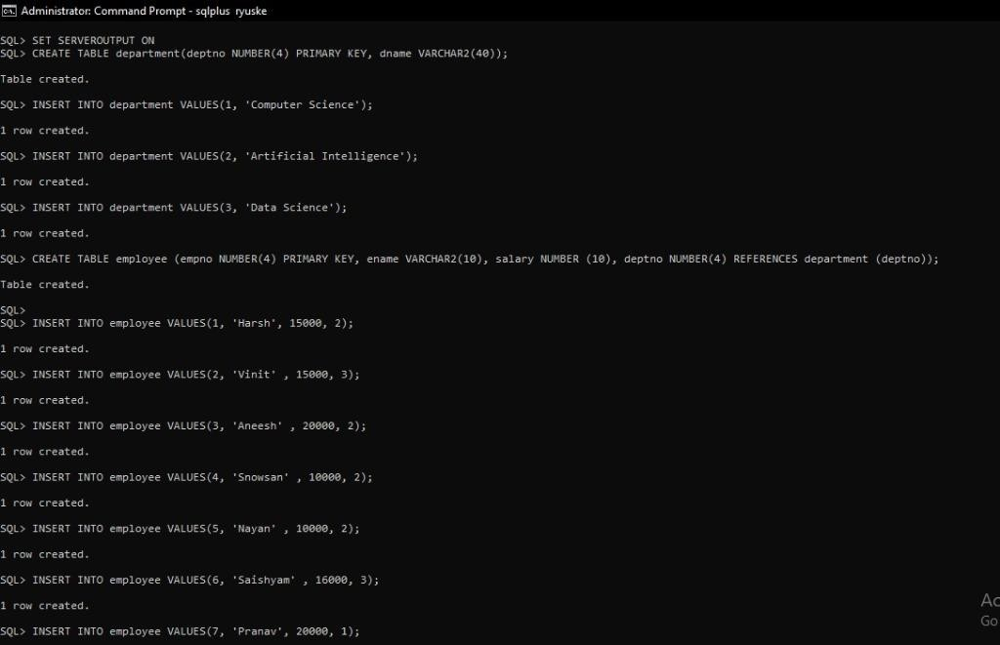 Administrator: Command Prompt - sqlplus ryuske
SQL> SET SERVEROUTPUT ON
SQL> CREATE TABLE department(deptno NUMBER(4) PRIMARY KEY, dname VARCHAR2(40));
Table created.
SQL> INSERT INTO department VALUES(1, 'Computer Science');
1 row created.
SQL> INSERT INTO department VALUES(2, 'Artificial Intelligence');
1 row created.
SQL> INSERT INTO department VALUES(3, 'Data Science');
1 row created.
SQL> CREATE TABLE employee (empno NUMBER(4) PRIMARY KEY, ename VARCHAR2(10), salary NUMBER (10), deptno NUMBER(4) REFERENCES department (deptno));
Table created.
SQL>
SQL> INSERT INTO employee VALUES(1, 'Harsh', 15000, 2);
1 row created.
SQL> INSERT INTO employee VALUES(2, 'Vinit' , 15000, 3);
1 row created.
SQL> INSERT INTO employee VALUES(3, 'Aneesh' , 20000, 2);
1 row created.
SQL> INSERT INTO employee VALUES(4, 'Snowsan' , 10000, 2);
1 row created.
SQL> INSERT INTO employee VALUES(5, 'Nayan' , 10000, 2);
1 row created.
SQL> INSERT INTO employee VALUES(6, 'Saishyam' , 16000, 3);
1 row created.
SQL> INSERT INTO employee VALUES(7, 'Pranav', 20000, 1);
Ac
Go